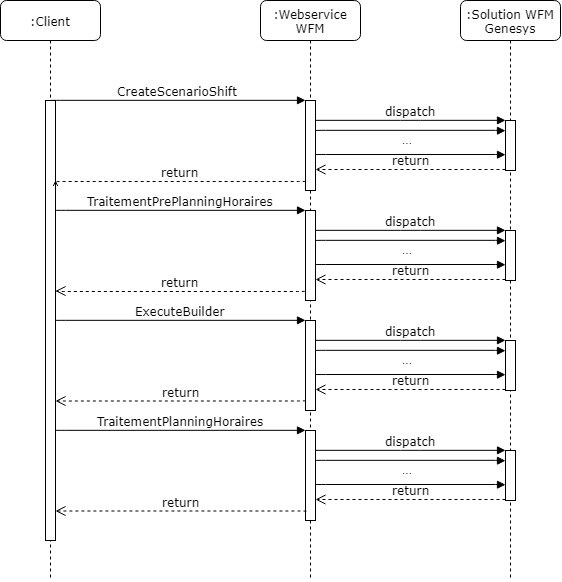 :Client
:Webservice
WFM
:Solution WFM
Genesys
CreateScenarioShift
dispatch
...
return
return
TraitementPrePlanningHoraires
dispatch
...
return
return
ExecuteBuilder
dispatch
...
return
return
TraitementPlanningHoraires
dispatch
...
return
return